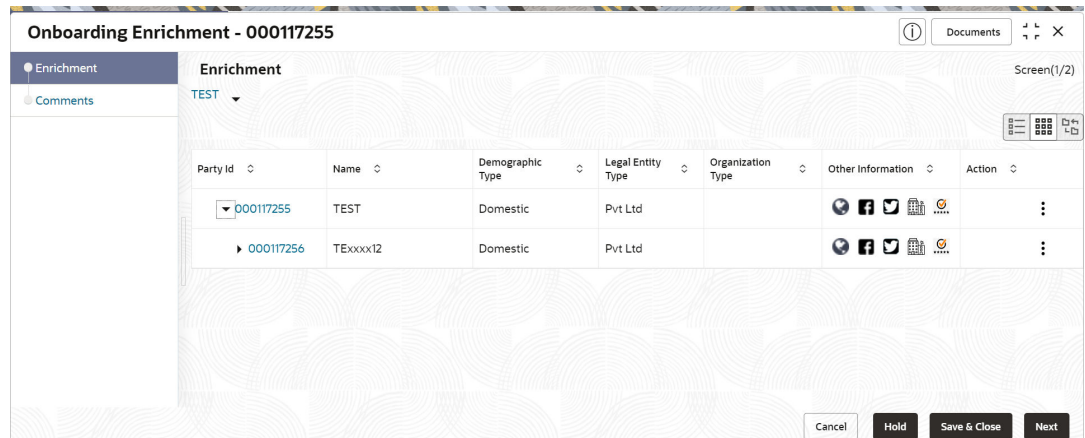 Onboarding Enrichment - 000117255
Documents
Enrichment
Comments
Enrichment
Screen(1/2)
TEST
Party Id Name Demographic Type Legal Entity Type Organization Type Other Information Action
000117255 TEST Domestic Pvt Ltd
000117256 TExxxx12 Domestic Pvt Ltd
Cancel Hold Save & Close Next